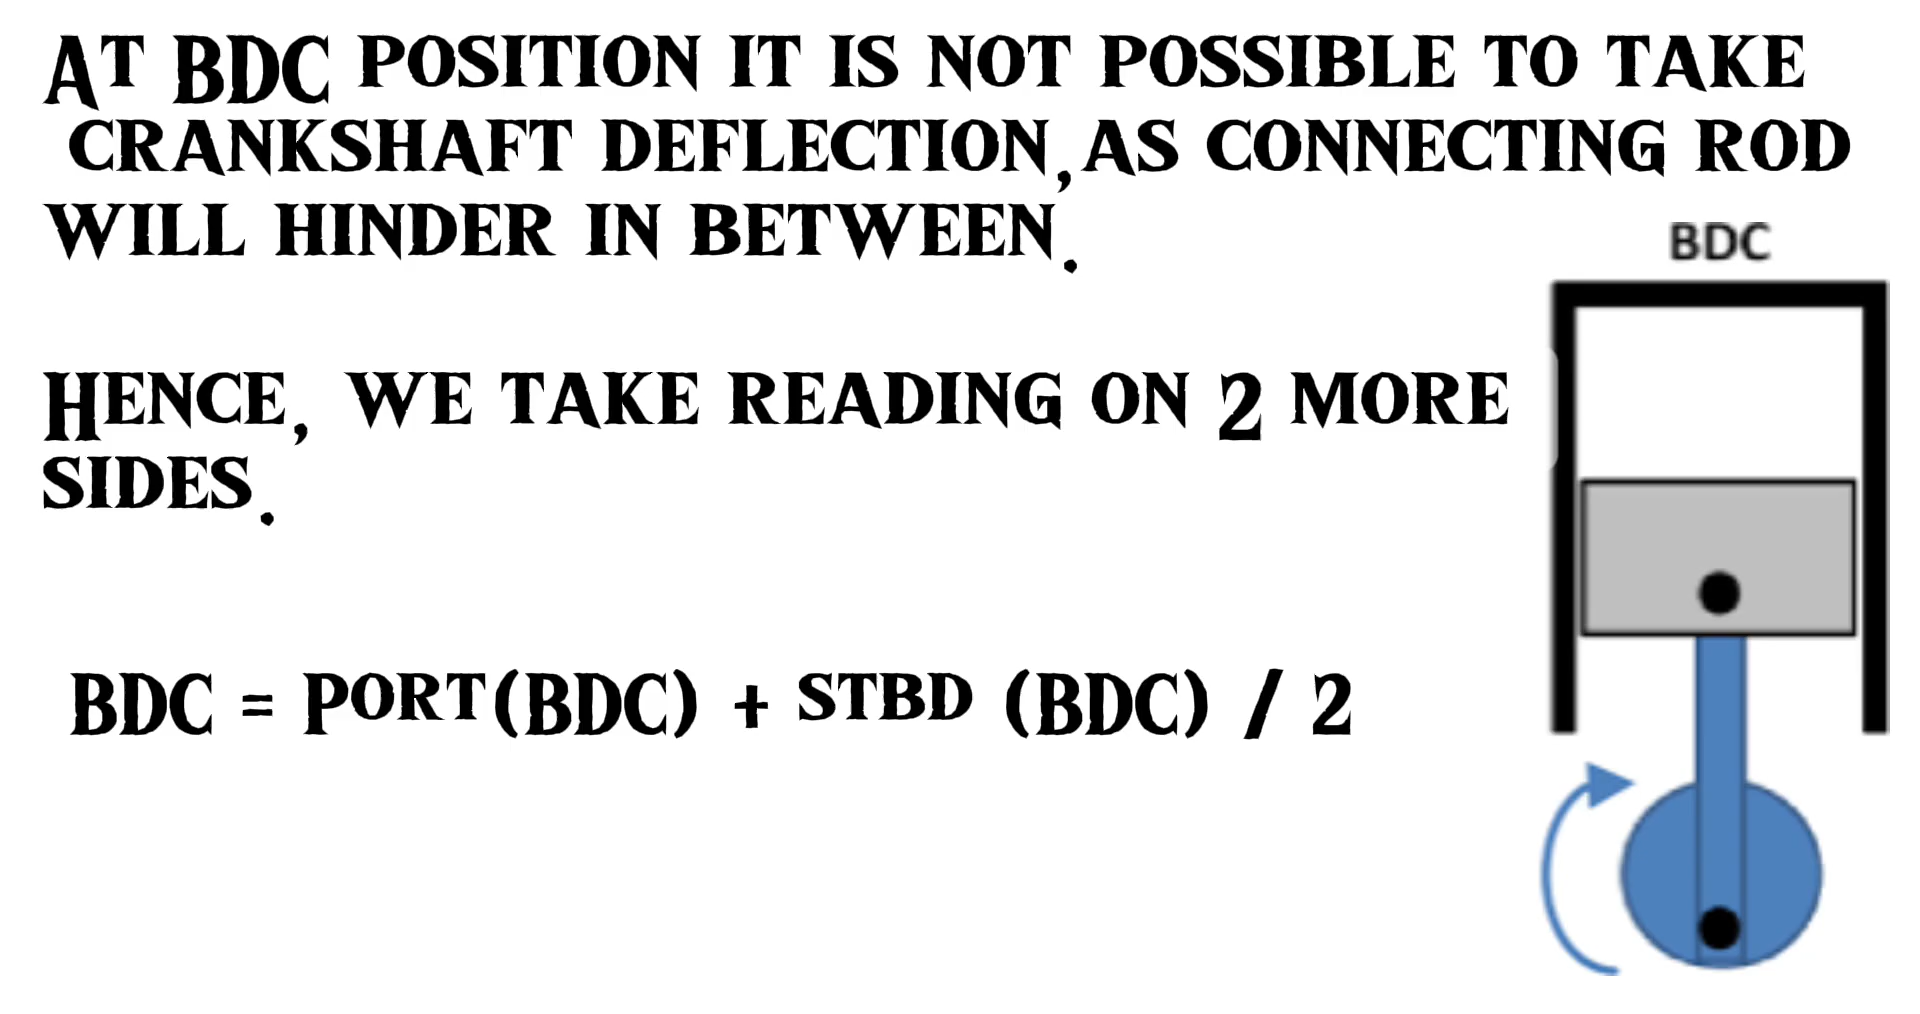 At BDC position it is not possible to take
crankshaft deflection, as connecting rod
will hinder in between.
BDC
Hence, we take reading on 2 more
sides.
BDC = Port(BDC) + stbd (BDC) / 2